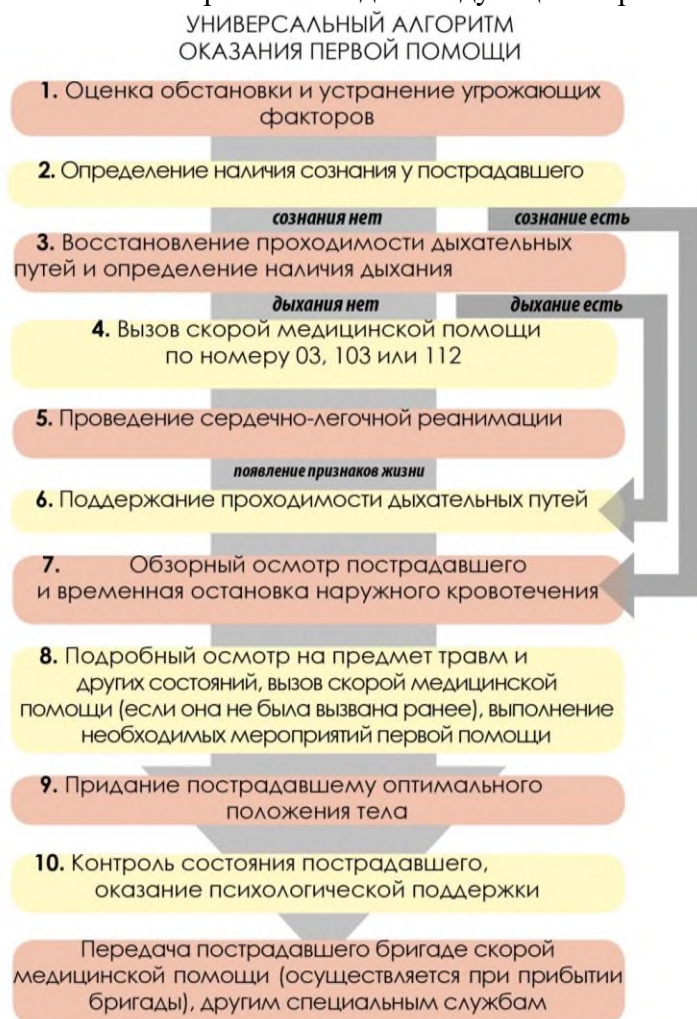 УНИВЕРСАЛЬНЫЙ АЛГОРИТМ
ОКАЗАНИЯ ПЕРВОЙ ПОМОЩИ
1. Оценка обстановки и устранение угрожающих
факторов
2. Определение наличия сознания у пострадавшего
сознания нет сознание есть
3. Восстановление проходимости дыхательных
путей и определение наличия дыхания
дыхания нет дыхание есть
4. Вызов скорой медицинской помощи
по номеру 03, 103 или 112
5. Проведение сердечно-легочной реанимации
появление признаков жизни
6. Поддержание проходимости дыхательных путей
7. Обзорный осмотр пострадавшего
и временная остановка наружного кровотечения
8. Подробный осмотр на предмет травм и
других состояний, вызов скорой медицинской
помощи (если она не была вызвана ранее), выполнение
необходимых мероприятий первой помощи
9. Придание пострадавшему оптимального
положения тела
10. Контроль состояния пострадавшего,
оказание психологической поддержки
Передача пострадавшего бригаде скорой
медицинской помощи (осуществляется при прибытии
бригады), другим специальным службам